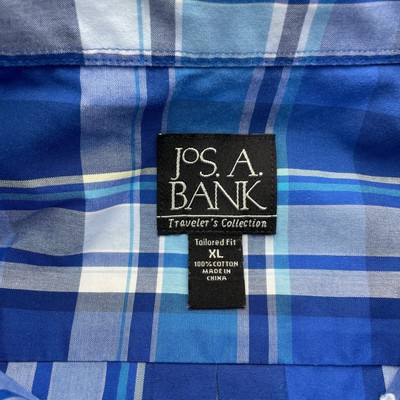 JoS. A.
BANK
Traveler's Collection
Tailored Fit
XL
100% COTTON
MADE IN
CHINA